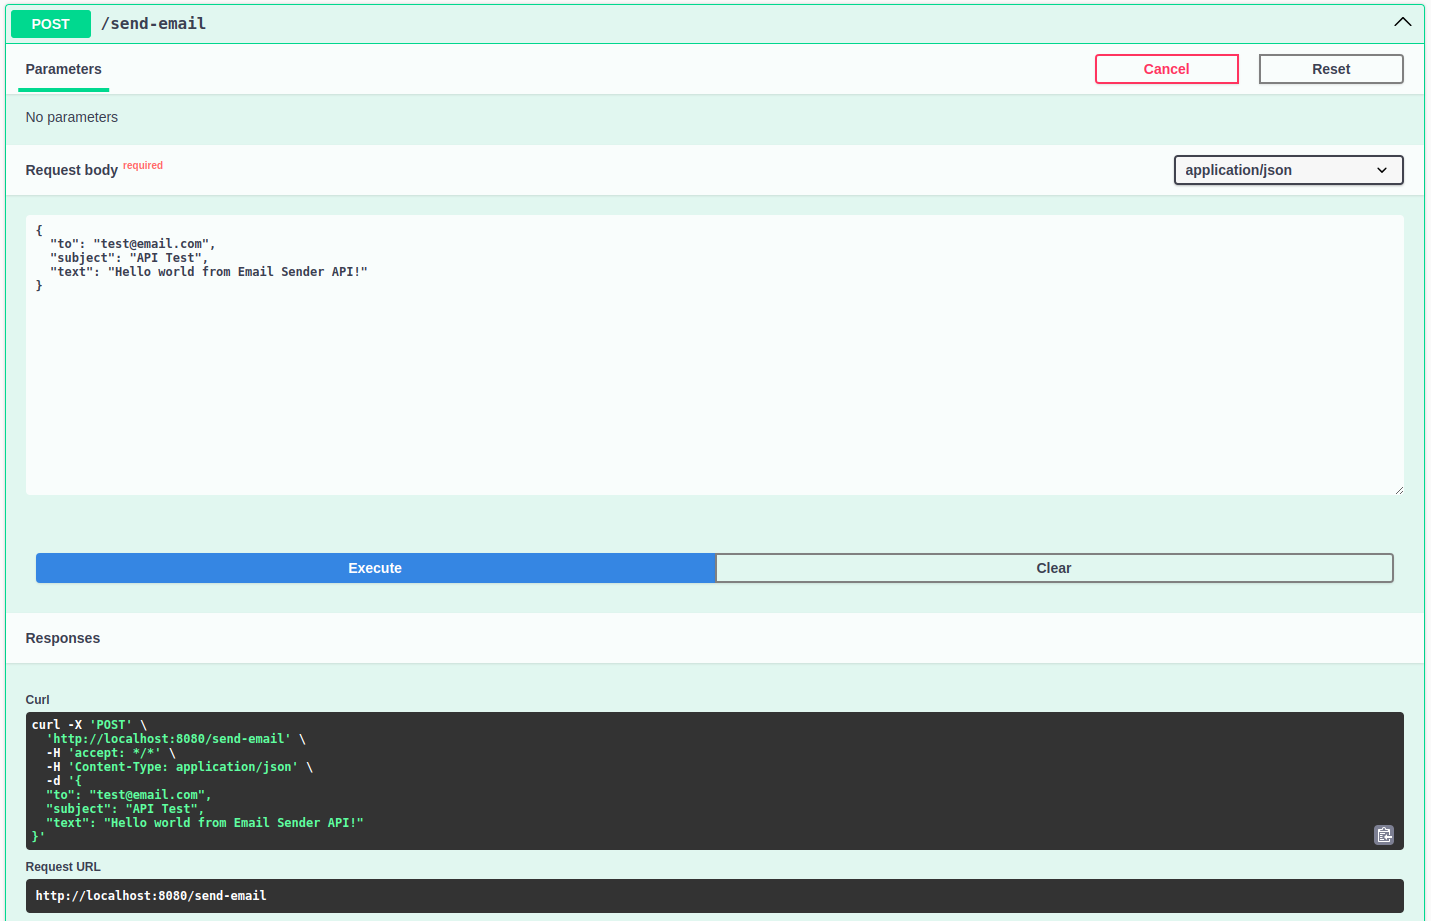 POST /send-email
Parameters
Cancel
Reset
No parameters
Request body required
application/json
{
  "to": "test@email.com",
  "subject": "API Test",
  "text": "Hello world from Email Sender API!"
}
Execute
Clear
Responses
Curl
curl -X 'POST' \
  'http://localhost:8080/send-email' \
  -H 'accept: */*' \
  -H 'Content-Type: application/json' \
  -d '{
  "to": "test@email.com",
  "subject": "API Test",
  "text": "Hello world from Email Sender API!"
}'
Request URL
http://localhost:8080/send-email